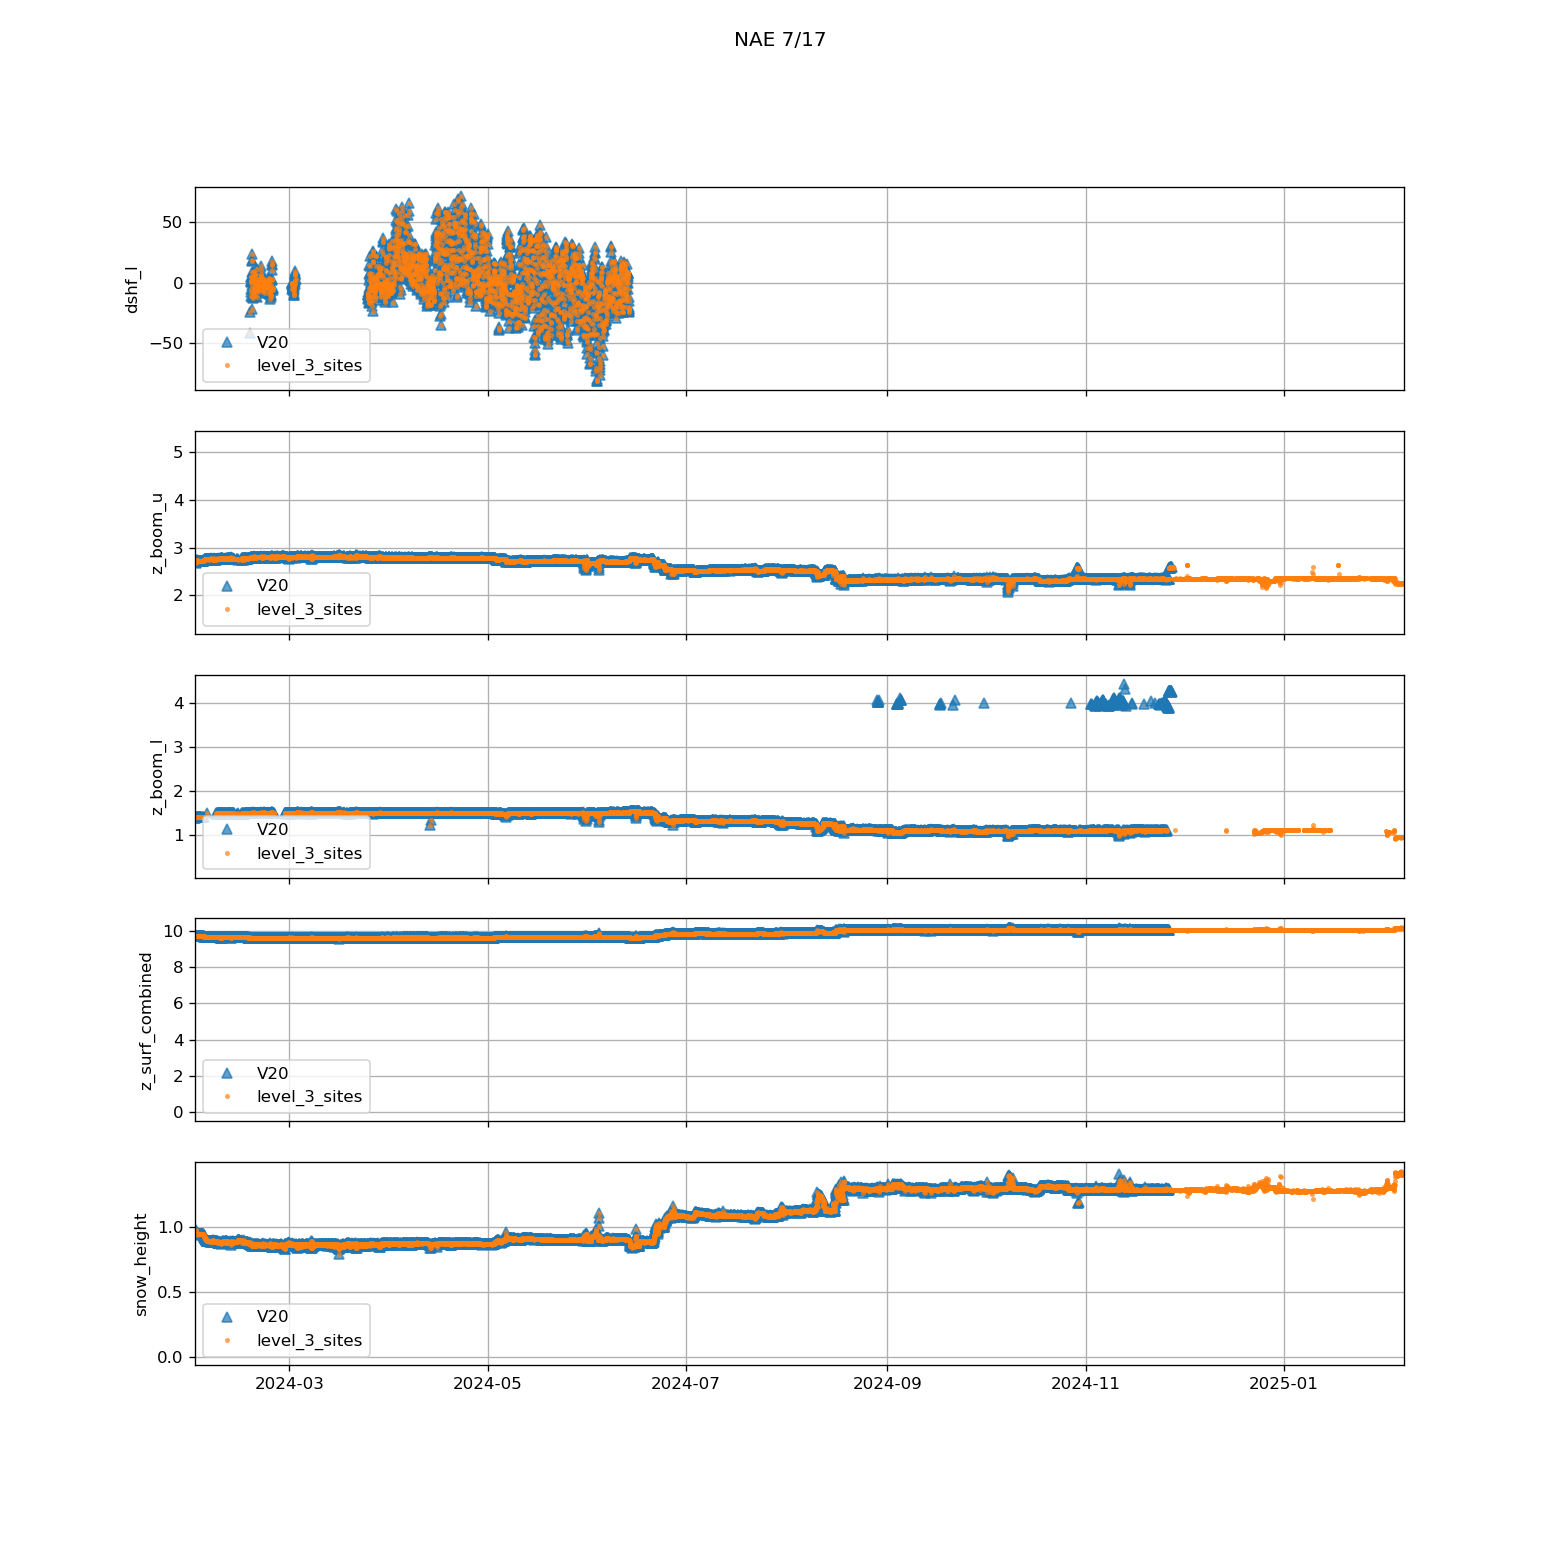 NAE 7/17
dshf_l
50
0
−50
V20
level_3_sites
z_boom_u
5
4
3
2
V20
level_3_sites
z_boom_l
4
3
2
1
V20
level_3_sites
z_surf_combined
10
8
6
4
2
0
V20
level_3_sites
snow_height
1.0
0.5
0.0
V20
level_3_sites
2024-03
2024-05
2024-07
2024-09
2024-11
2025-01